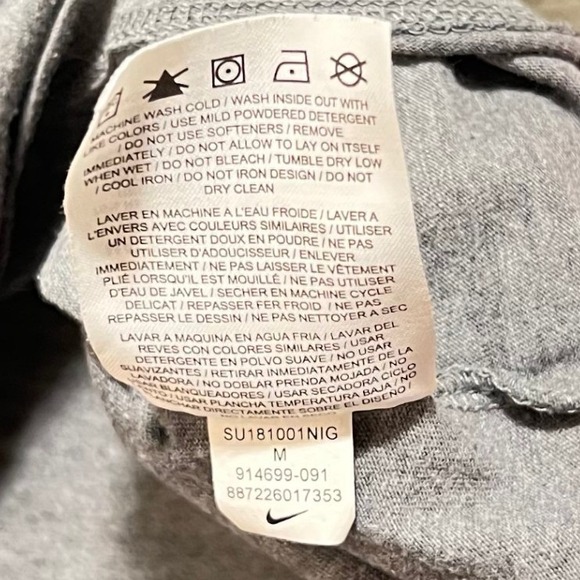 MACHINE WASH COLD / WASH INSIDE OUT WITH
LIKE COLORS / USE MILD POWDERED DETERGENT
/ DO NOT USE SOFTENERS / REMOVE
IMMEDIATELY / DO NOT ALLOW TO LAY ON ITSELF
WHEN WET / DO NOT BLEACH / TUMBLE DRY LOW
/ COOL IRON / DO NOT IRON DESIGN / DO NOT
DRY CLEAN
LAVER EN MACHINE A L'EAU FROIDE / LAVER A
L'ENVERS AVEC COULEURS SIMILAIRES / UTILISER
UN DETERGENT DOUX EN POUDRE / NE PAS
UTILISER D'ADOUCISSEUR / ENLEVER
IMMEDIATEMENT / NE PAS LAISSER LE VÊTEMENT
PLIÉ LORSQU'IL EST MOUILLÉ / NE PAS UTILISER
D'EAU DE JAVEL / SECHER EN MACHINE CYCLE
DELICAT / REPASSER FER FROID / NE PAS
REPASSER LE DESSIN / NE PAS NETTOYER A SEC
LAVAR A MAQUINA EN AGUA FRIA / LAVAR DEL
REVES CON COLORES SIMILARES / USAR
DETERGENTE EN POLVO SUAVE / NO USAR
SUAVIZANTES / RETIRAR INMEDIATAMENTE DE LA
LAVADORA / NO DOBLAR PRENDA MOJADA / NO
USAR BLANQUEADORES / USAR SECADORA CICLO
/ USAR PLANCHA TEMPERATURA BAJA / NO
DIRECTAMENTE SOBRE EL DISEÑO /
SU181001NIG
M
914699-091
887226017353